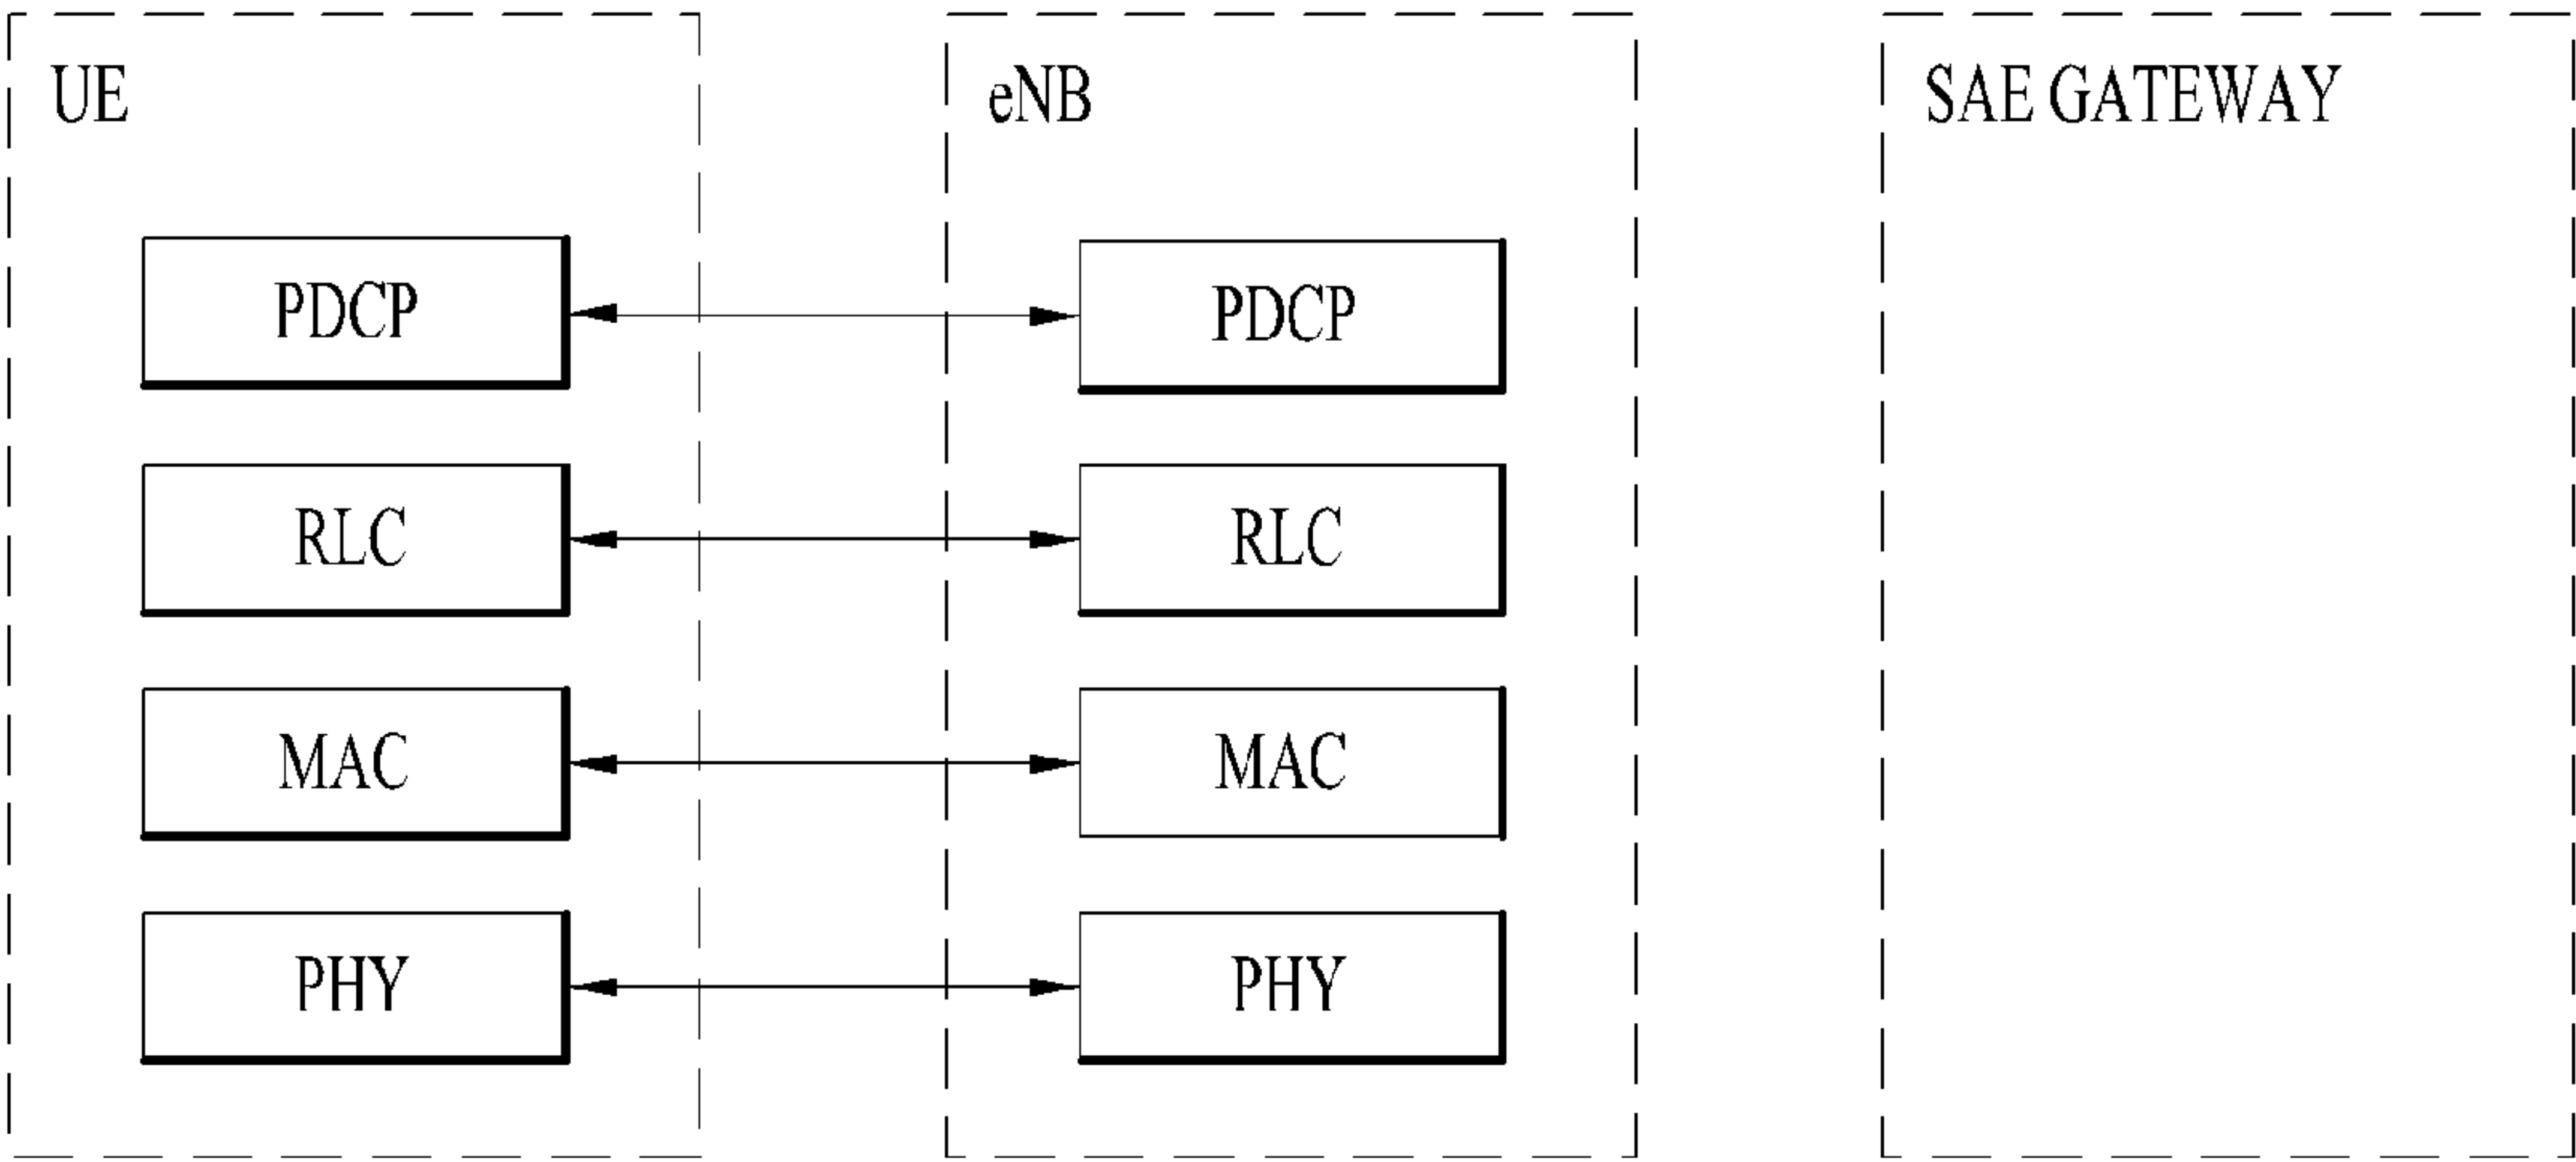 UE
eNB
SAE GATEWAY
PDCP
PDCP
RLC
RLC
MAC
MAC
PHY
PHY